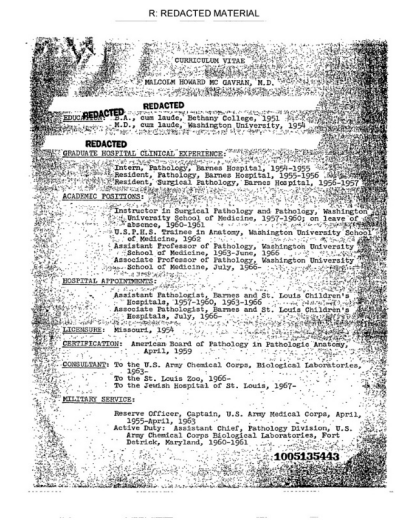 R: REDACTED MATERIAL
CURRICULUM VITAE
MALCOLM HOWARD MC GAVRAN, M.D.
REDACTED
REDACTED
B.A., cum laude, Bethany College, 1951
M.D., cum laude, Washington University, 1954
REDACTED
GRADUATE HOSPITAL CLINICAL EXPERIENCE:
Intern, Pathology, Barnes Hospital, 1954-1955
Resident, Pathology, Barnes Hospital, 1955-1956
Resident, Surgical Pathology, Barnes Hospital, 1956-1957
ACADEMIC POSITIONS:
Instructor in Surgical Pathology and Pathology, Washington
University School of Medicine, 1957-1960; on leave of
absence, 1960-1961
U.S.P.H.S. Trainee in Anatomy, Washington University School
of Medicine, 1962
Assistant Professor of Pathology, Washington University
School of Medicine, 1963-June, 1966
Associate Professor of Pathology, Washington University
School of Medicine, July, 1966-
HOSPITAL APPOINTMENTS:
Assistant Pathologist, Barnes and St. Louis Children's
Hospitals, 1957-1960, 1963-1966
Associate Pathologist, Barnes and St. Louis Children's
Hospitals, July, 1966-
LICENSURE: Missouri, 1954
CERTIFICATION: American Board of Pathology in Pathologic Anatomy,
April, 1959
CONSULTANT: To the U.S. Army Chemical Corps, Biological Laboratories,
1963-
To the St. Louis Zoo, 1966-
To the Jewish Hospital of St. Louis, 1967-
MILITARY SERVICE:
Reserve Officer, Captain, U.S. Army Medical Corps, April,
1955-April, 1963
Active Duty: Assistant Chief, Pathology Division, U.S.
Army Chemical Corps Biological Laboratories, Fort
Detrick, Maryland, 1960-1961
1005135443